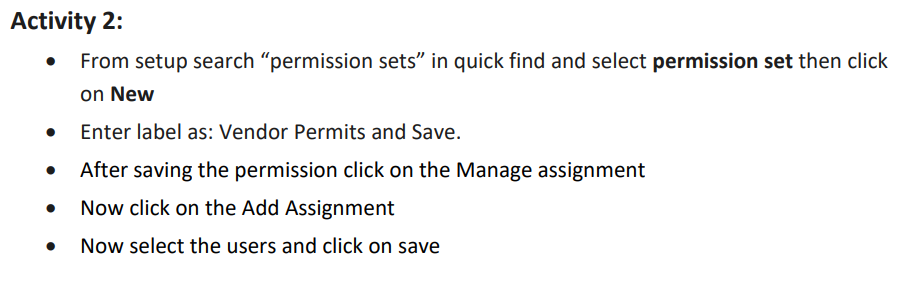 Activity 2:
• From setup search “permission sets” in quick find and select permission set then click
on New
• Enter label as: Vendor Permits and Save.
• After saving the permission click on the Manage assignment
• Now click on the Add Assignment
• Now select the users and click on save